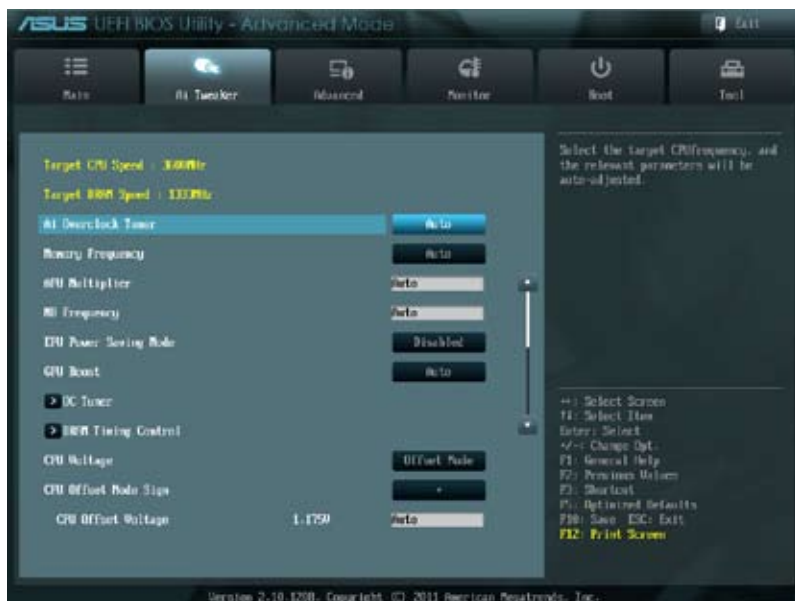 ASUS UEFI BIOS Utility - Advanced Mode
Exit
Main
Ai Tweaker
Advanced
Monitor
Boot
Tool
Target CPU Speed : 3600MHz
Target DRAM Speed : 1333MHz
Ai Overclock Tuner Auto
Memory Frequency Auto
APU Multiplier Auto
NB Frequency Auto
EPU Power Saving Mode Disabled
GPU Boost Auto
> OC Tuner
> DRAM Timing Control
CPU Voltage Offset Mode
CPU Offset Mode Sign +
CPU Offset Voltage 1.175V Auto
Select the target CPUfrequency, and
the relevant parameters will be
auto-adjusted.
→←: Select Screen
↑↓: Select Item
Enter: Select
+/-: Change Opt.
F1: General Help
F2: Previous Values
F3: Shortcut
F5: Optimized Defaults
F10: Save ESC: Exit
F12: Print Screen
Version 2.10.1208. Copyright (C) 2011 American Megatrends, Inc.